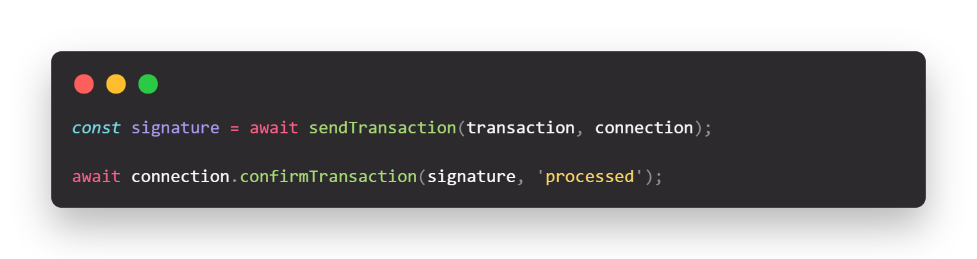 const signature = await sendTransaction(transaction, connection);
await connection.confirmTransaction(signature, 'processed');